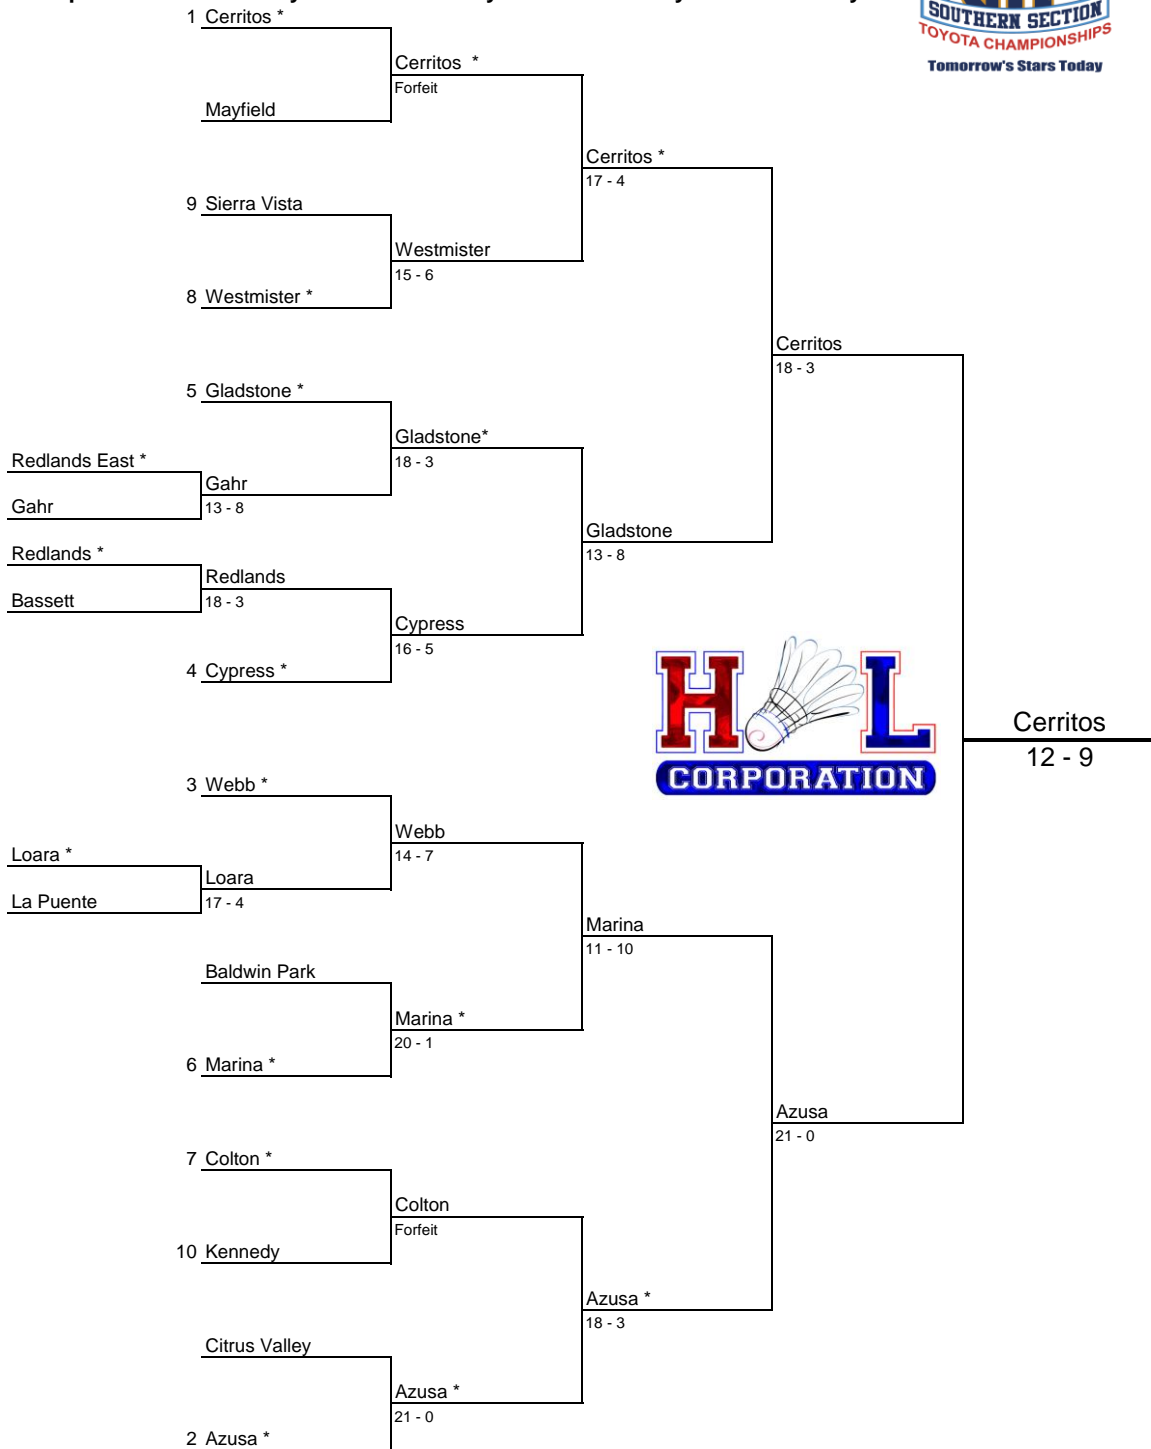 SOUTHERN SECTION
TOYOTA CHAMPIONSHIPS
Tomorrow's Stars Today
1 Cerritos *
Cerritos *
Forfeit
Mayfield
Cerritos *
17 - 4
9 Sierra Vista
Westmister
15 - 6
8 Westmister *
Cerritos
18 - 3
5 Gladstone *
Gladstone*
18 - 3
Redlands East *
Gahr
13 - 8
Gahr
Gladstone
13 - 8
Redlands *
Redlands
18 - 3
Bassett
Cypress
16 - 5
4 Cypress *
H L
CORPORATION
Cerritos
12 - 9
3 Webb *
Webb
14 - 7
Loara *
Loara
17 - 4
La Puente
Marina
11 - 10
Baldwin Park
Marina *
20 - 1
6 Marina *
Azusa
21 - 0
7 Colton *
Colton
Forfeit
10 Kennedy
Azusa *
18 - 3
Citrus Valley
Azusa *
21 - 0
2 Azusa *